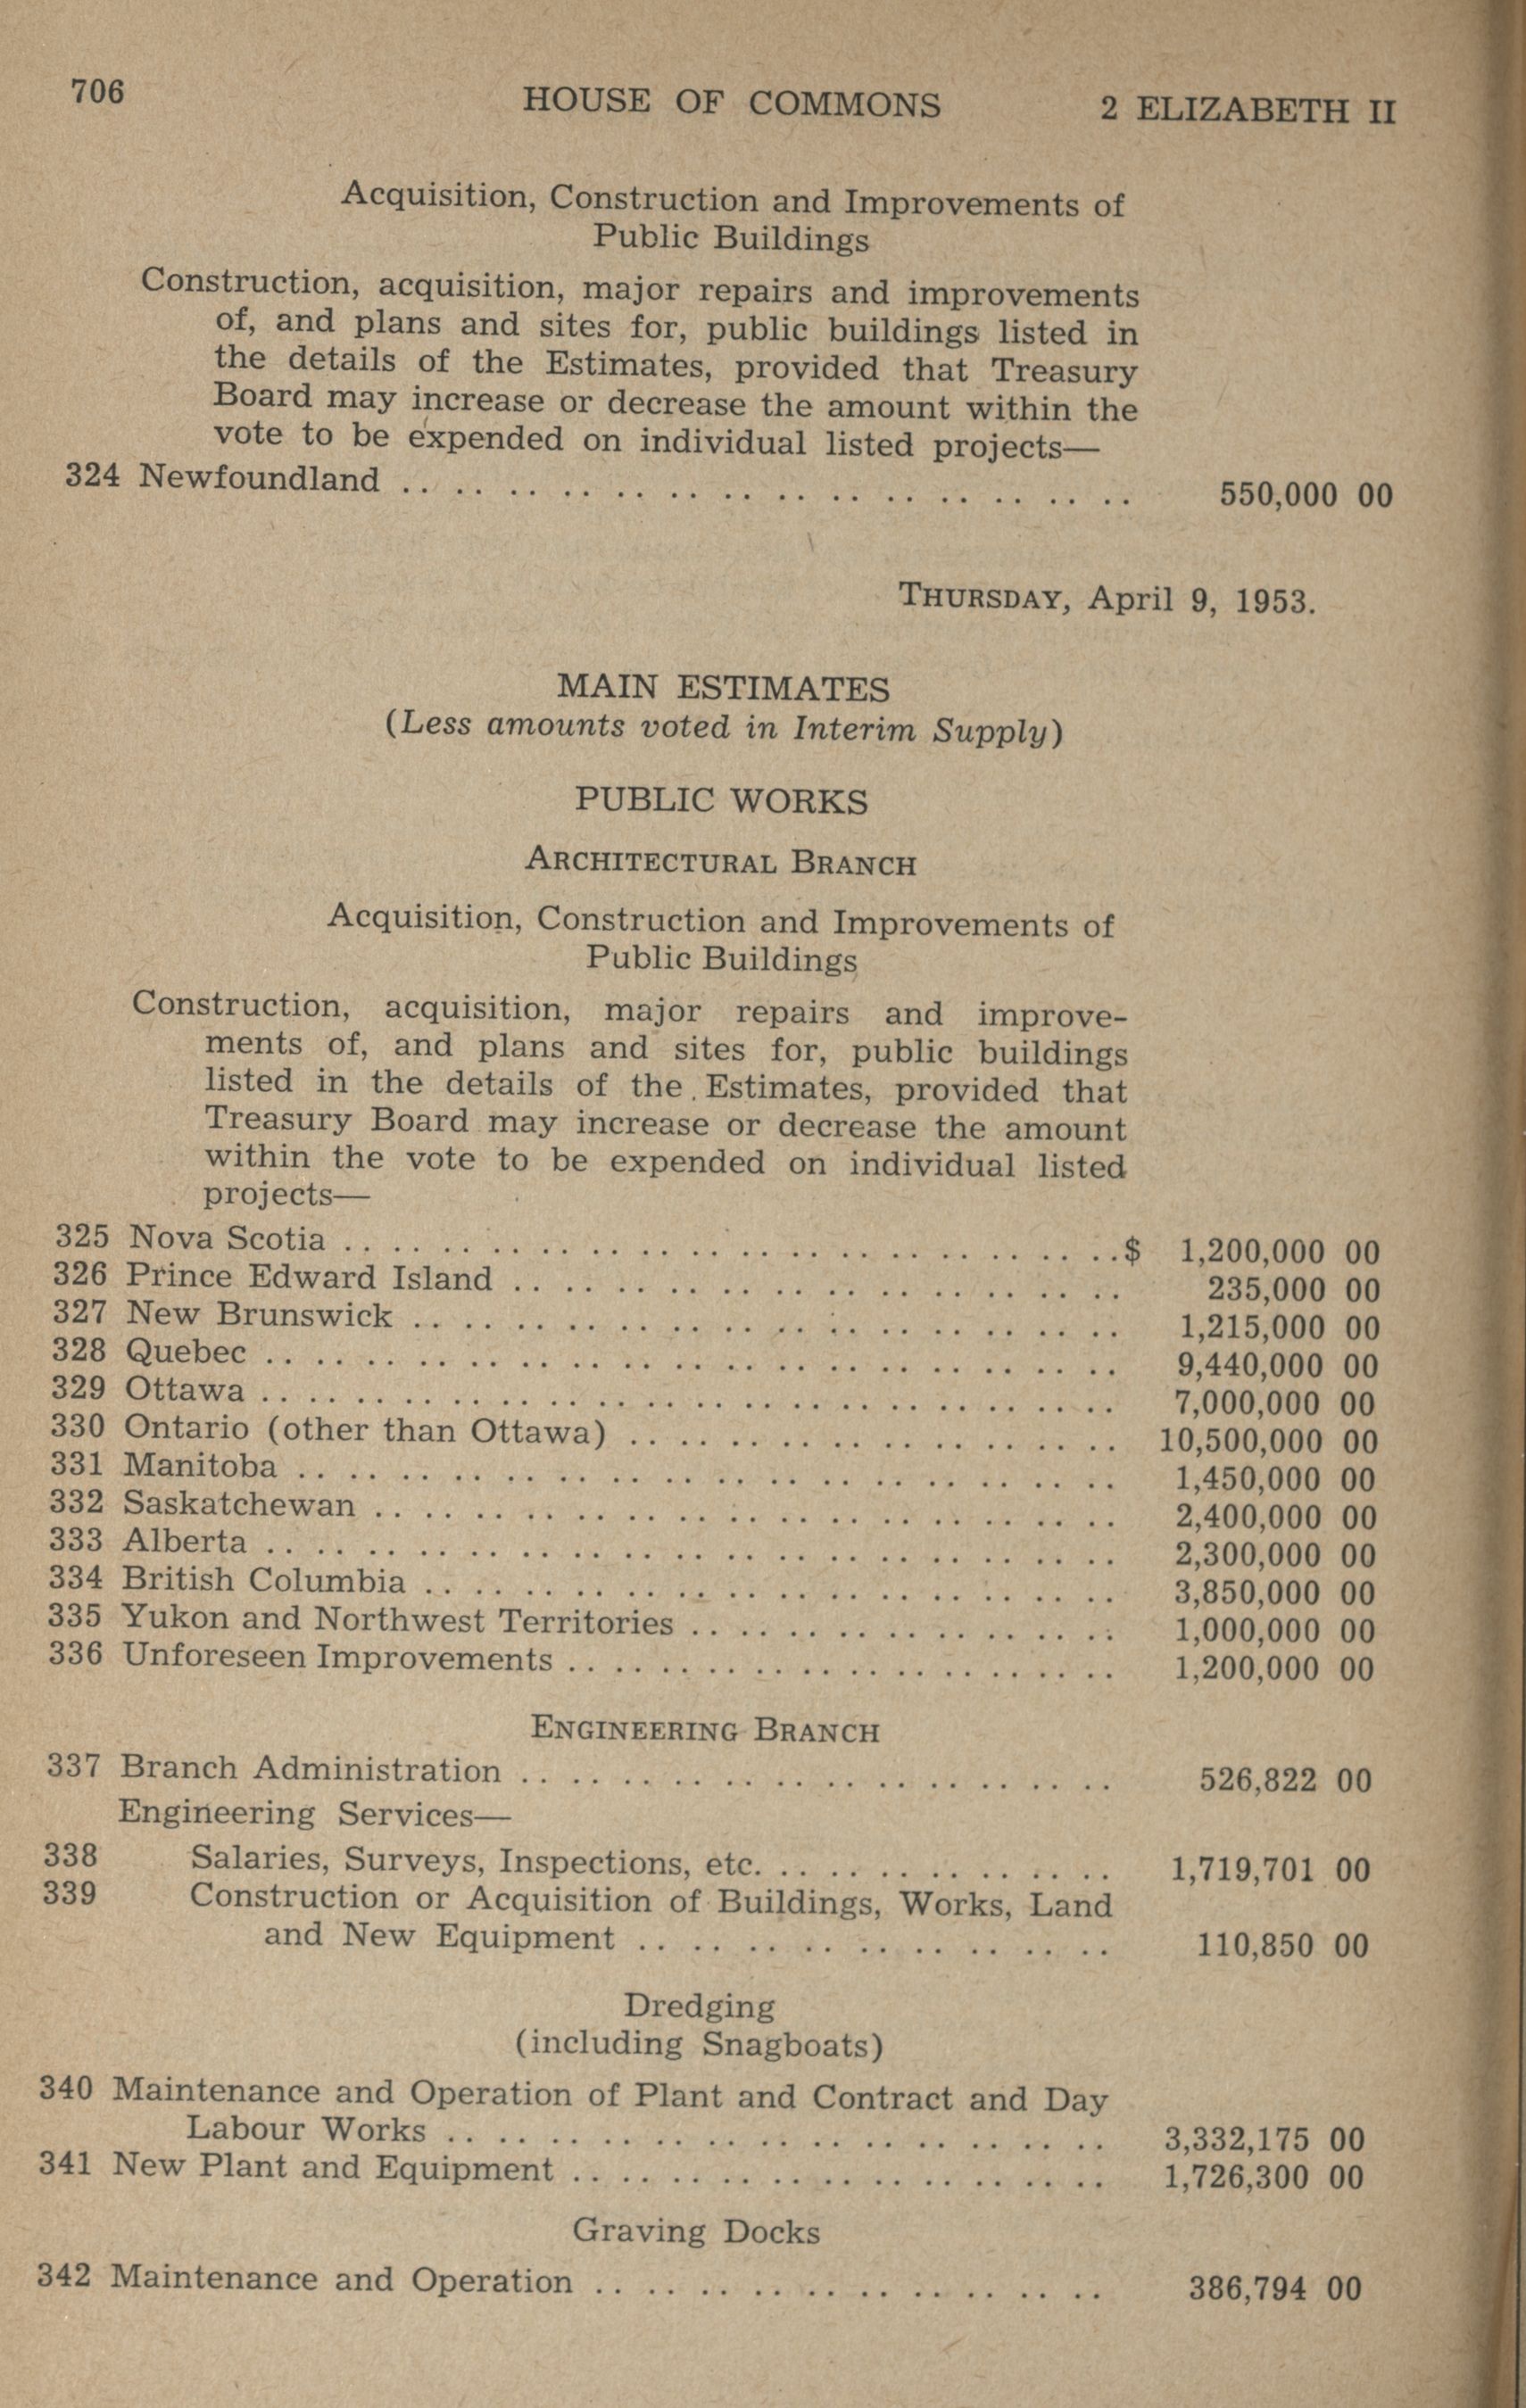 706 HOUSE OF COMMONS 2 ELIZABETH II
Acquisition, Construction and Improvements of
Public Buildings
Construction, acquisition, major repairs and improvements
of, and plans and sites for, public buildings listed in
the details of the Estimates, provided that Treasury
Board may increase or decrease the amount within the
vote to be expended on individual listed projects—
324 Newfoundland . . . . . . . . . . . . . . . . . . . . 550,000 00
THURSDAY, April 9, 1953.
MAIN ESTIMATES
(Less amounts voted in Interim Supply)
PUBLIC WORKS
ARCHITECTURAL BRANCH
Acquisition, Construction and Improvements of
Public Buildings
Construction, acquisition, major repairs and improve-
ments of, and plans and sites for, public buildings
listed in the details of the Estimates, provided that
Treasury Board may increase or decrease the amount
within the vote to be expended on individual listed
projects—
325 Nova Scotia . . . . . . . . . . . . . . . . . . . . $ 1,200,000 00
326 Prince Edward Island . . . . . . . . . . . . . . . . 235,000 00
327 New Brunswick . . . . . . . . . . . . . . . . . . . . 1,215,000 00
328 Quebec . . . . . . . . . . . . . . . . . . . . 9,440,000 00
329 Ottawa . . . . . . . . . . . . . . . . . . . . 7,000,000 00
330 Ontario (other than Ottawa) . . . . . . . . . . . . 10,500,000 00
331 Manitoba . . . . . . . . . . . . . . . . . . . . 1,450,000 00
332 Saskatchewan . . . . . . . . . . . . . . . . . . . . 2,400,000 00
333 Alberta . . . . . . . . . . . . . . . . . . . . 2,300,000 00
334 British Columbia . . . . . . . . . . . . . . . . . . 3,850,000 00
335 Yukon and Northwest Territories . . . . . . . . . . 1,000,000 00
336 Unforeseen Improvements . . . . . . . . . . . . . . 1,200,000 00
ENGINEERING BRANCH
337 Branch Administration . . . . . . . . . . . . . . . . 526,822 00
Engineering Services—
338 Salaries, Surveys, Inspections, etc. . . . . . . . . . 1,719,701 00
339 Construction or Acquisition of Buildings, Works, Land
and New Equipment . . . . . . . . . . . . . . 110,850 00
Dredging
(including Snagboats)
340 Maintenance and Operation of Plant and Contract and Day
Labour Works . . . . . . . . . . . . . . . . . . 3,332,175 00
341 New Plant and Equipment . . . . . . . . . . . . . . 1,726,300 00
Graving Docks
342 Maintenance and Operation . . . . . . . . . . . . . . 386,794 00